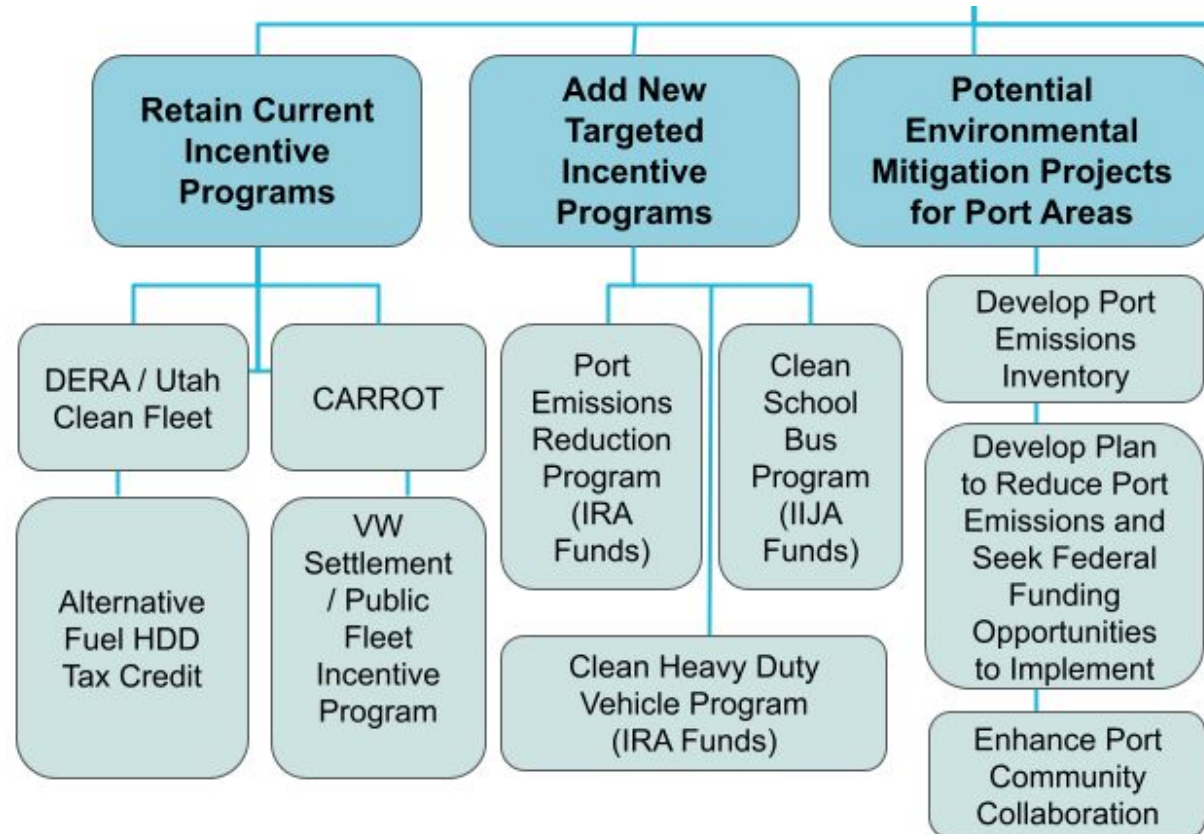 Retain Current
Incentive
Programs
Add New
Targeted
Incentive
Programs
Potential
Environmental
Mitigation Projects
for Port Areas
DERA / Utah
Clean Fleet
CARROT
Alternative
Fuel HDD
Tax Credit
VW
Settlement
/ Public
Fleet
Incentive
Program
Port
Emissions
Reduction
Program
(IRA
Funds)
Clean
School
Bus
Program
(IIJA
Funds)
Clean Heavy Duty
Vehicle Program
(IRA Funds)
Develop Port
Emissions
Inventory
Develop Plan
to Reduce Port
Emissions and
Seek Federal
Funding
Opportunities
to Implement
Enhance Port
Community
Collaboration